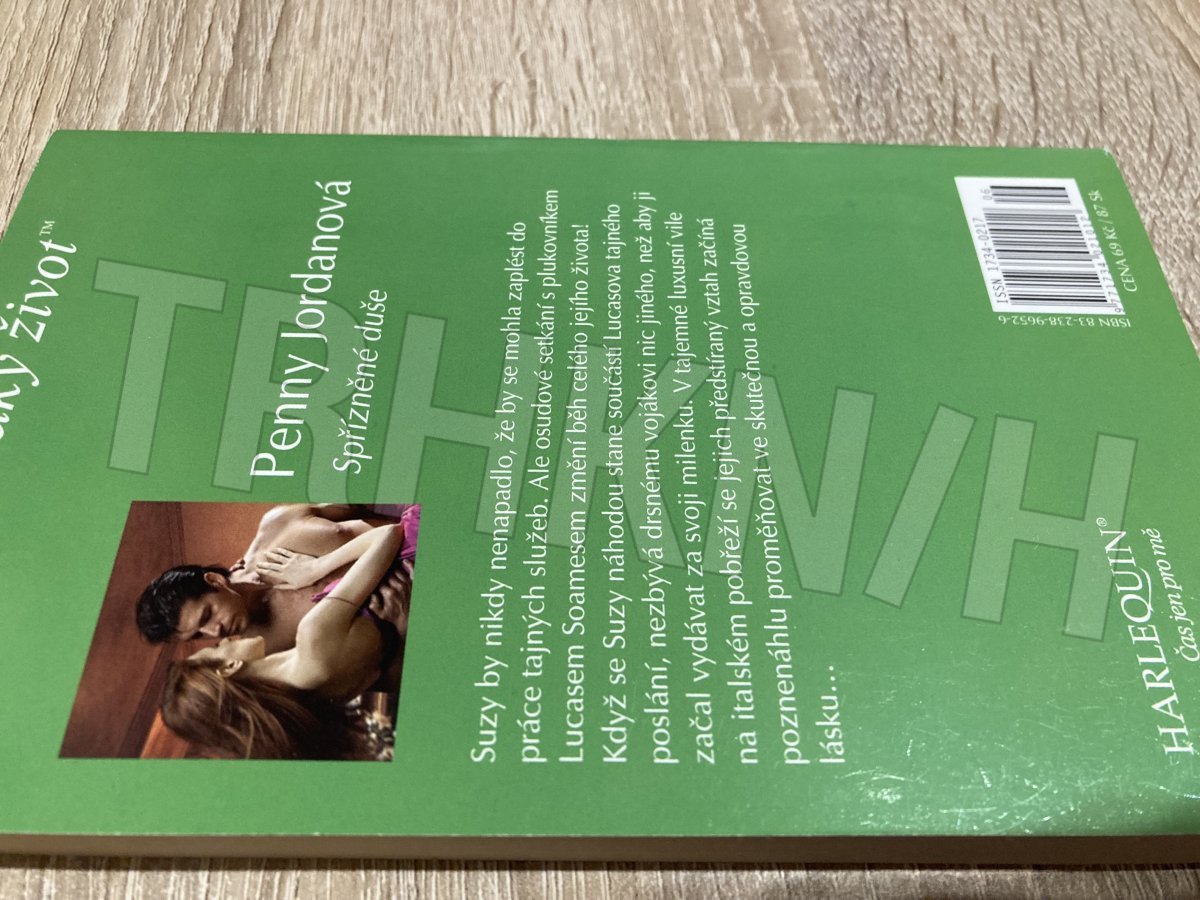 život™
Penny Jordanová
Spřízněné duše
Suzy by nikdy nenapadlo, že by se mohla zaplést do
práce tajných služeb. Ale osudové setkání s plukovníkem
Lucasem Soamesem změní běh celého jejího života!
Když se Suzy náhodou stane součástí Lucasova tajného
poslání, nezbývá drsnému vojákovi nic jiného, než aby ji
začal vydávat za svoji milenku. V tajemné luxusní vile
na italském pobřeží se jejich předstíraný vztah začíná
poznenáhlu proměňovat ve skutečnou a opravdovou
lásku...
TRHKN/H
HARLEQUIN®
Čas jen pro mě
ISBN 83-238-9652-6
ISSN 1734-0217
06
CENA 69 Kč / 87 Sk